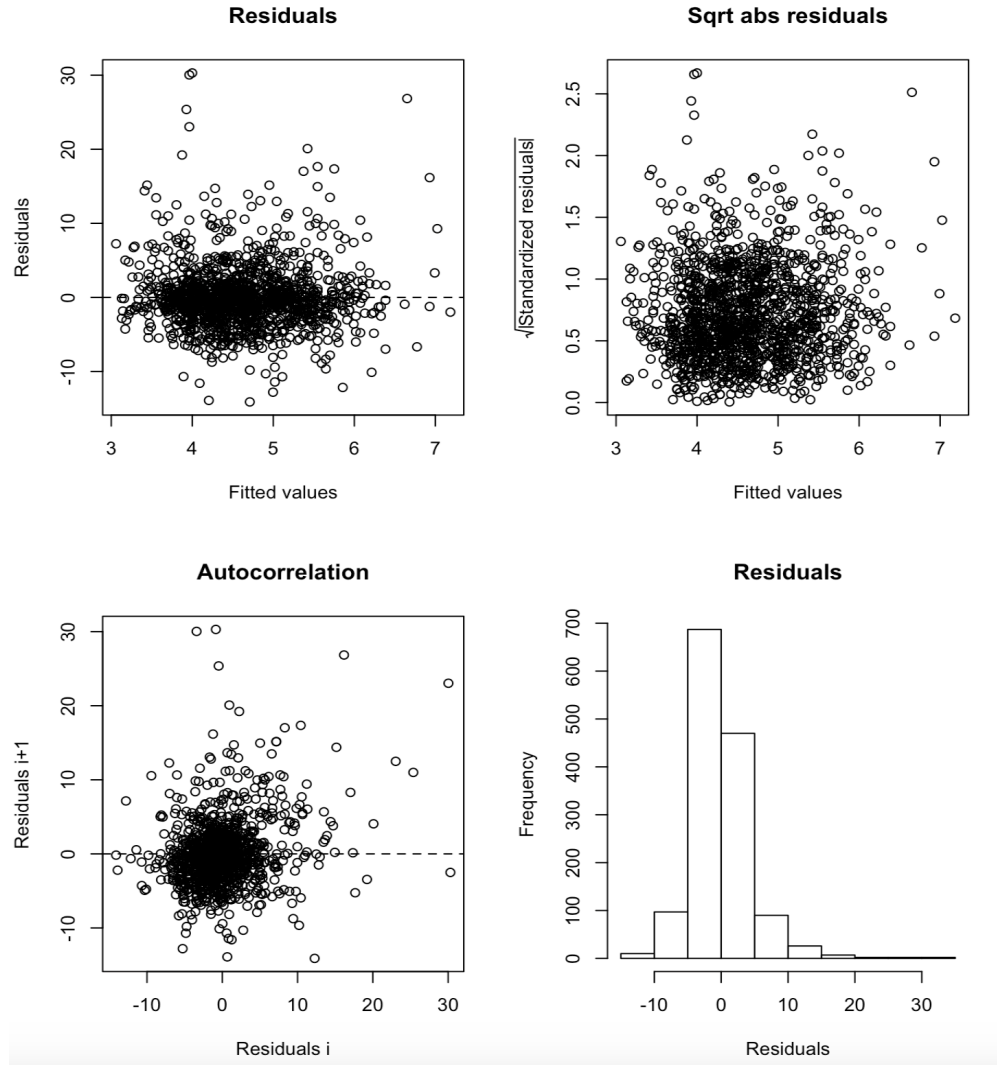 Residuals
Residuals
30
20
10
0
-10
3 4 5 6 7
Fitted values
Sqrt abs residuals
√|Standardized residuals|
2.5
2.0
1.5
1.0
0.5
0.0
3 4 5 6 7
Fitted values
Autocorrelation
Residuals i+1
30
20
10
0
-10
-10 0 10 20 30
Residuals i
Residuals
Frequency
700
600
500
400
300
200
100
0
-10 0 10 20 30
Residuals